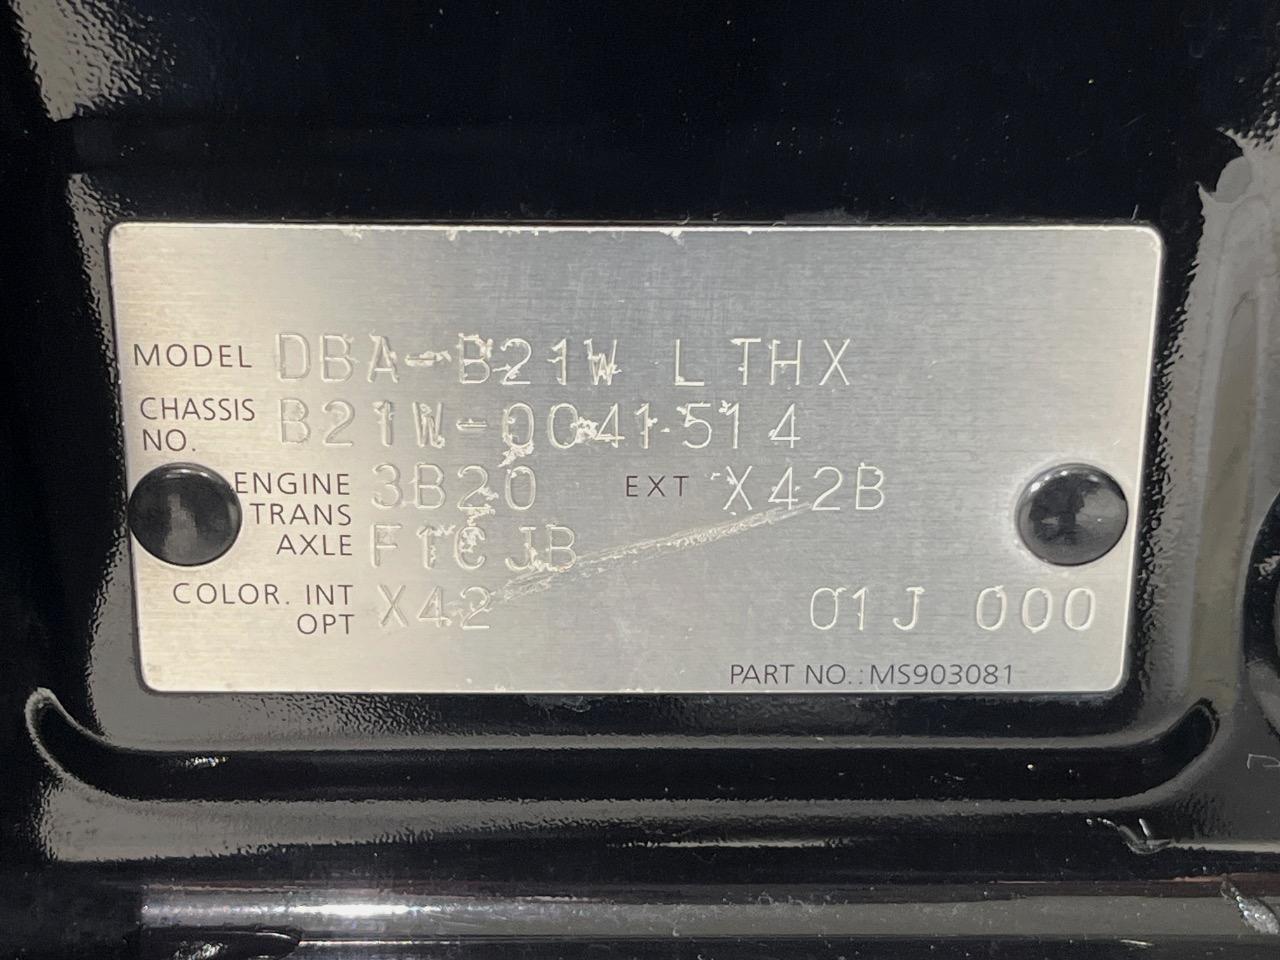 MODEL DBA-B21W LTHX
CHASSIS NO. B21W-0041514
ENGINE 3B20 EXT X42B
TRANS AXLE F1CJB
COLOR. INT OPT X42 01J 000
PART NO.: MS903081